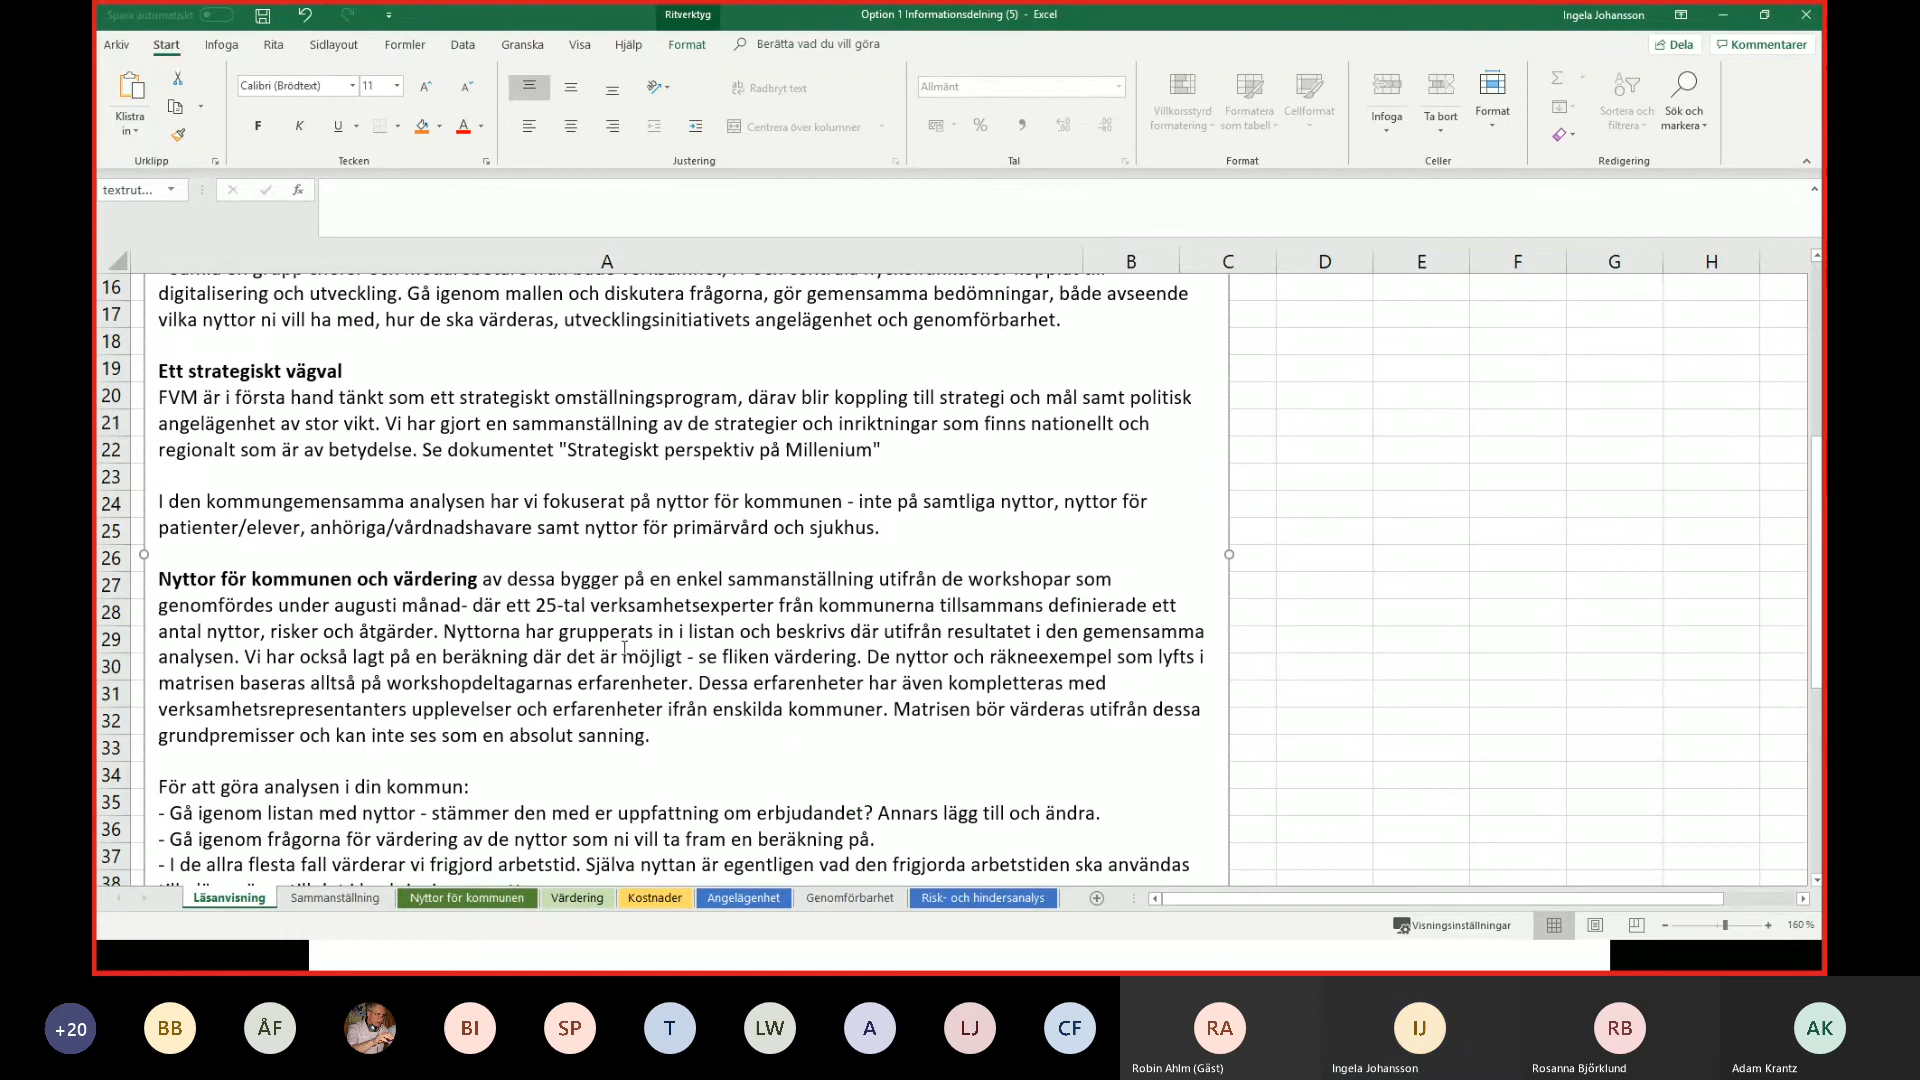 Spara automatiskt
Ritverktyg
Option 1 Informationsdelning (5) - Excel
Ingela Johansson
Arkiv Start Infoga Rita Sidlayout Formler Data Granska Visa Hjälp Format Berätta vad du vill göra
Dela Kommentarer
Klistra in
Calibri (Brödtext) 11
F K U
Radbryt text
Centrera över kolumner
Allmänt
Villkorsstyrd formatering
Formatera som tabell
Cellformat
Infoga
Ta bort
Format
Sortera och filtrera
Sök och markera
Urklipp Tecken Justering Tal Format Celler Redigering
textrut...
fx
A B C D E F G H
16 digitalisering och utveckling. Gå igenom mallen och diskutera frågorna, gör gemensamma bedömningar, både avseende
17 vilka nyttor ni vill ha med, hur de ska värderas, utvecklingsinitiativets angelägenhet och genomförbarhet.
18
19 Ett strategiskt vägval
20 FVM är i första hand tänkt som ett strategiskt omställningsprogram, därav blir koppling till strategi och mål samt politisk
21 angelägenhet av stor vikt. Vi har gjort en sammanställning av de strategier och inriktningar som finns nationellt och
22 regionalt som är av betydelse. Se dokumentet "Strategiskt perspektiv på Millenium"
23
24 I den kommungemensamma analysen har vi fokuserat på nyttor för kommunen - inte på samtliga nyttor, nyttor för
25 patienter/elever, anhöriga/vårdnadshavare samt nyttor för primärvård och sjukhus.
26
27 Nyttor för kommunen och värdering av dessa bygger på en enkel sammanställning utifrån de workshopar som
28 genomfördes under augusti månad- där ett 25-tal verksamhetsexperter från kommunerna tillsammans definierade ett
29 antal nyttor, risker och åtgärder. Nyttorna har grupperats in i listan och beskrivs där utifrån resultatet i den gemensamma
30 analysen. Vi har också lagt på en beräkning där det är möjligt - se fliken värdering. De nyttor och räkneexempel som lyfts i
31 matrisen baseras alltså på workshopdeltagarnas erfarenheter. Dessa erfarenheter har även kompletteras med
32 verksamhetsrepresentanters upplevelser och erfarenheter ifrån enskilda kommuner. Matrisen bör värderas utifrån dessa
33 grundpremisser och kan inte ses som en absolut sanning.
34
För att göra analysen i din kommun:
35 - Gå igenom listan med nyttor - stämmer den med er uppfattning om erbjudandet? Annars lägg till och ändra.
36 - Gå igenom frågorna för värdering av de nyttor som ni vill ta fram en beräkning på.
37 - I de allra flesta fall värderar vi frigjord arbetstid. Själva nyttan är egentligen vad den frigjorda arbetstiden ska användas
38
Läsanvisning Sammanställning Nyttor för kommunen Värdering Kostnader Angelägenhet Genomförbarhet Risk- och hindersanalys
Visningsinställningar 160 %
+20 BB ÅF BI SP T LW A LJ CF RA IJ RB AK
Robin Ahlm (Gäst) Ingela Johansson Rosanna Björklund Adam Krantz